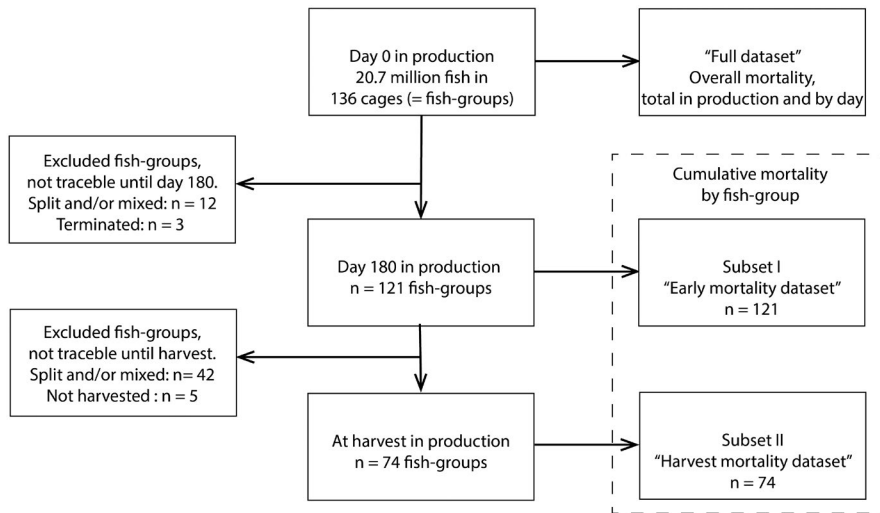 Day 0 in production
20.7 million fish in
136 cages (= fish-groups)
“Full dataset”
Overall mortality,
total in production and by day
Excluded fish-groups,
not traceble until day 180.
Split and/or mixed: n = 12
Terminated: n = 3
Cumulative mortality
by fish-group
Day 180 in production
n = 121 fish-groups
Subset I
“Early mortality dataset”
n = 121
Excluded fish-groups,
not traceble until harvest.
Split and/or mixed: n= 42
Not harvested : n = 5
At harvest in production
n = 74 fish-groups
Subset II
“Harvest mortality dataset”
n = 74